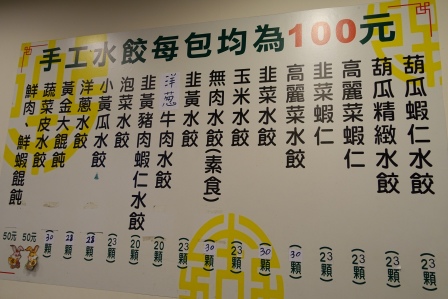 手工水餃每包均為100元
葫瓜蝦仁水餃(23顆)
葫瓜精緻水餃(23顆)
高麗菜蝦仁(23顆)
韭菜蝦仁(23顆)
高麗菜水餃(30顆)
韭菜水餃(30顆)
玉米水餃(23顆)
無肉水餃(素食)(30顆)
韭黃水餃(23顆)
洋蔥牛肉水餃(20顆)
韭黃豬肉蝦仁水餃(20顆)
泡菜水餃(23顆)
小黃瓜水餃(28顆)
洋蔥水餃(28顆)
黃金大餛飩(30顆)
蔬菜皮水餃50元
鮮肉、鮮蝦餛飩50元